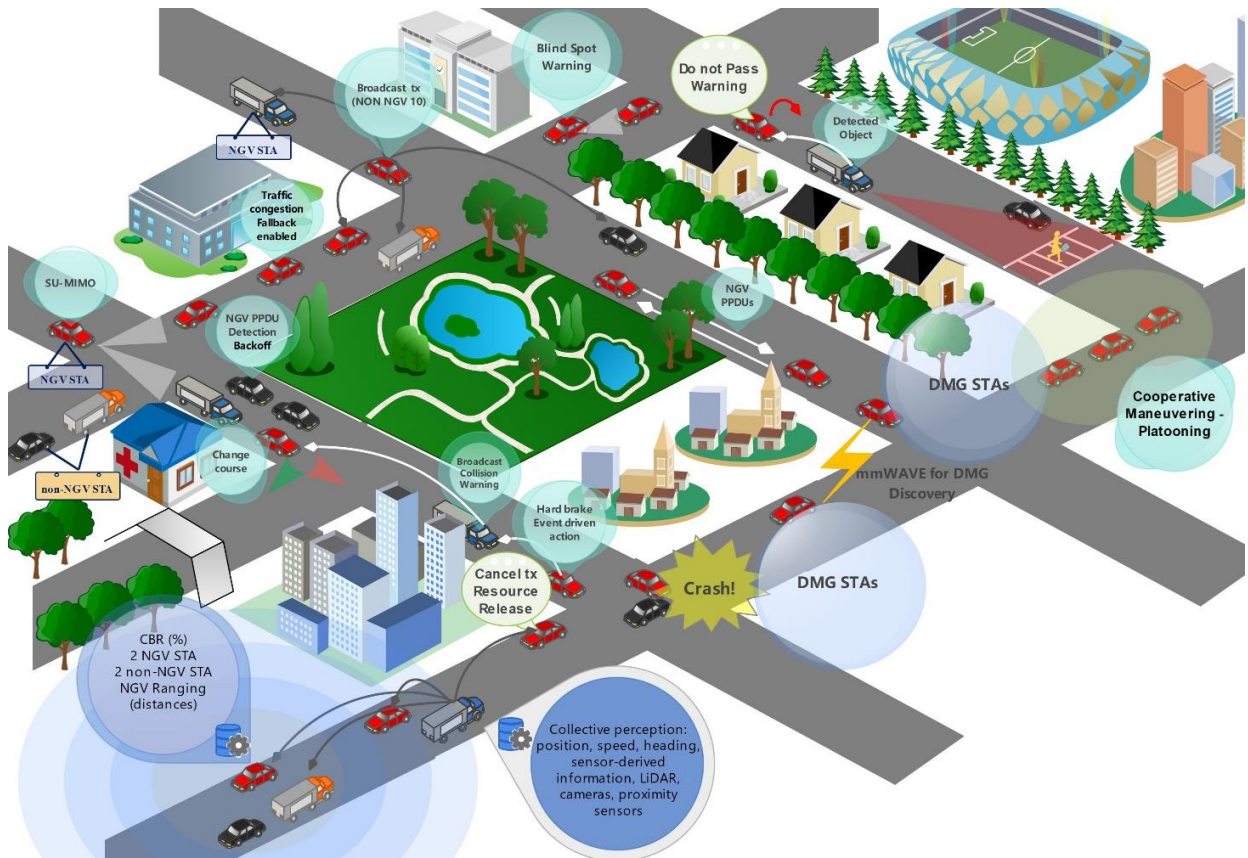 Blind Spot
Warning
Do not Pass
Warning
Broadcast tx
(NON NGV 10)
Detected
Object
NGV STA
Traffic
congestion
Fallback
enabled
SU-MIMO
NGV PPDU
Detection
Backoff
NGV
PPDUs
NGV STA
DMG STAs
Cooperative
Maneuvering -
Platooning
Change
course
non-NGV STA
Broadcast
Collision
Warning
mmWAVE for DMG
Discovery
Hard brake
Event driven
action
Cancel tx
Resource
Release
Crash!
DMG STAs
CBR (%)
2 NGV STA
2 non-NGV STA
NGV Ranging
(distances)
Collective perception:
position, speed, heading,
sensor-derived
information, LiDAR,
cameras, proximity
sensors